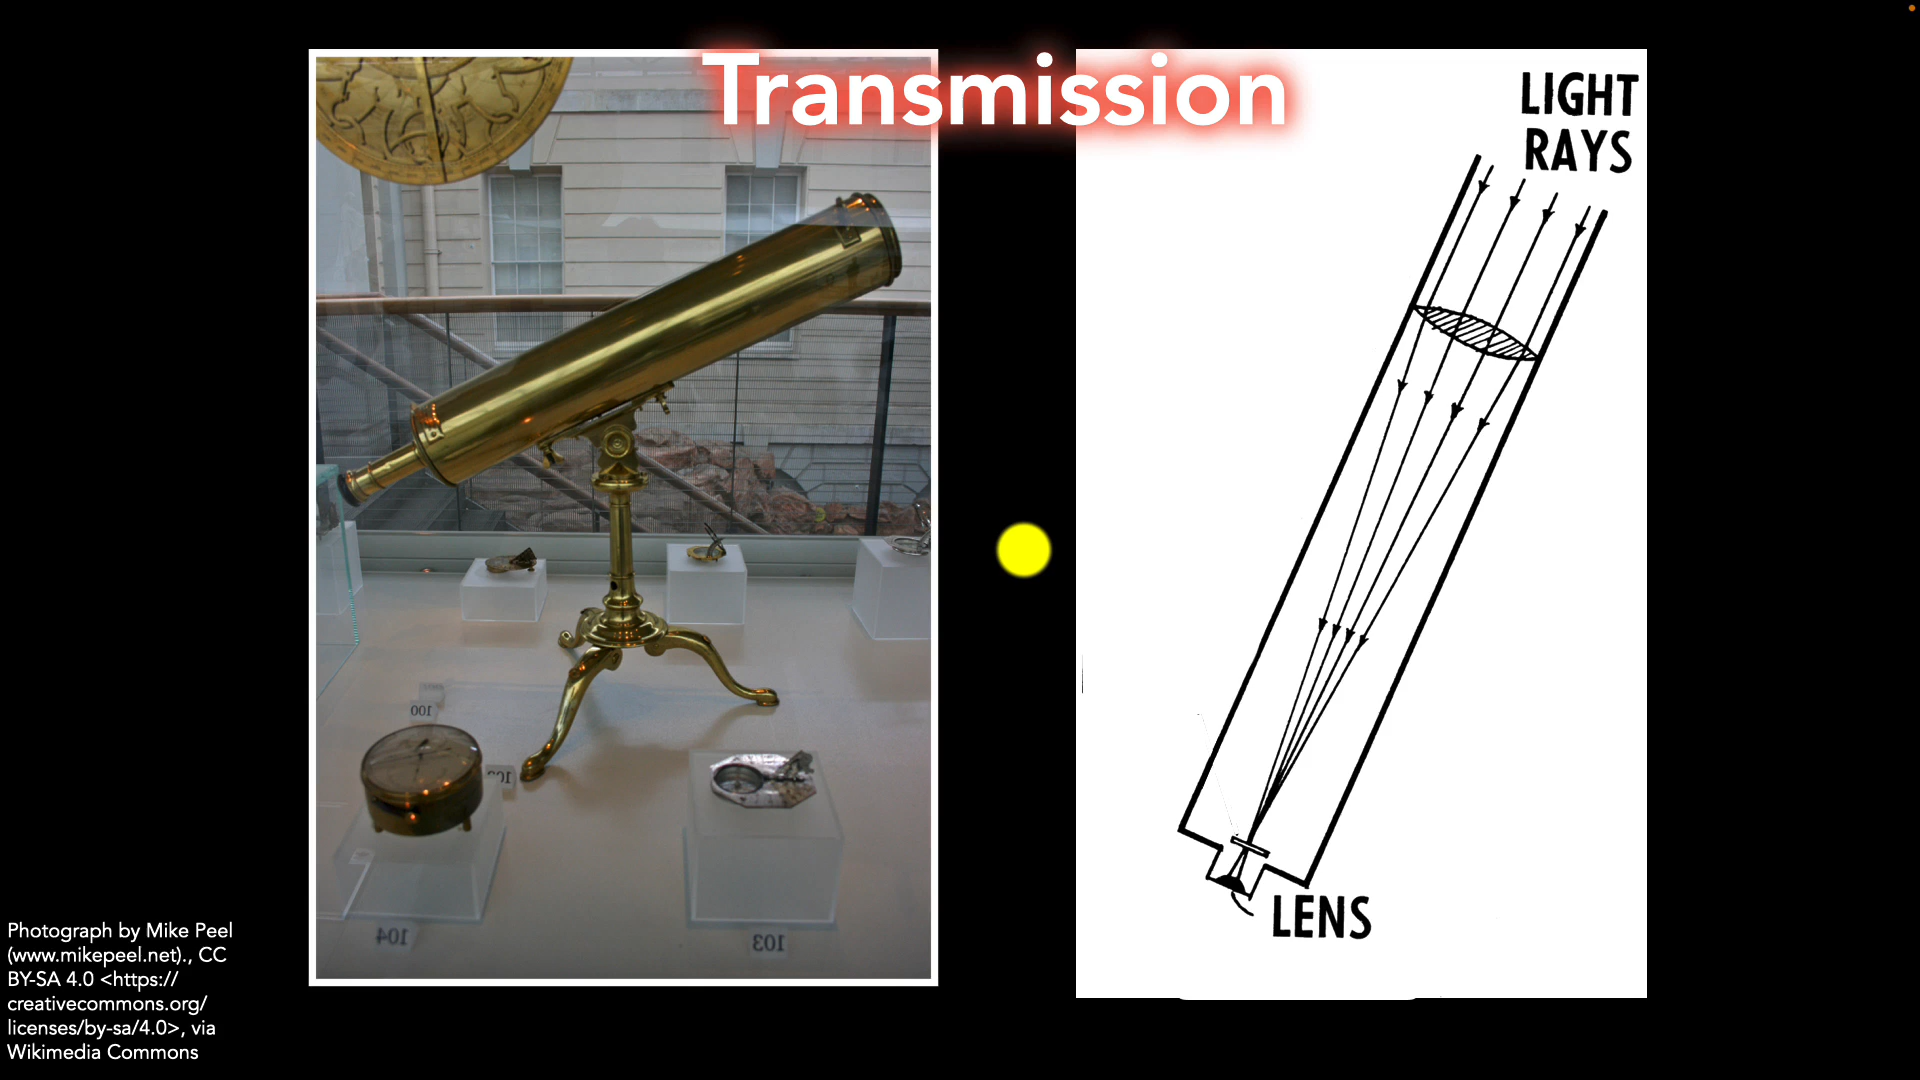 Transmission
LIGHT
RAYS
100
102
104
103
LENS
Photograph by Mike Peel
(www.mikepeel.net)., CC
BY-SA 4.0 <https://
creativecommons.org/
licenses/by-sa/4.0>, via
Wikimedia Commons